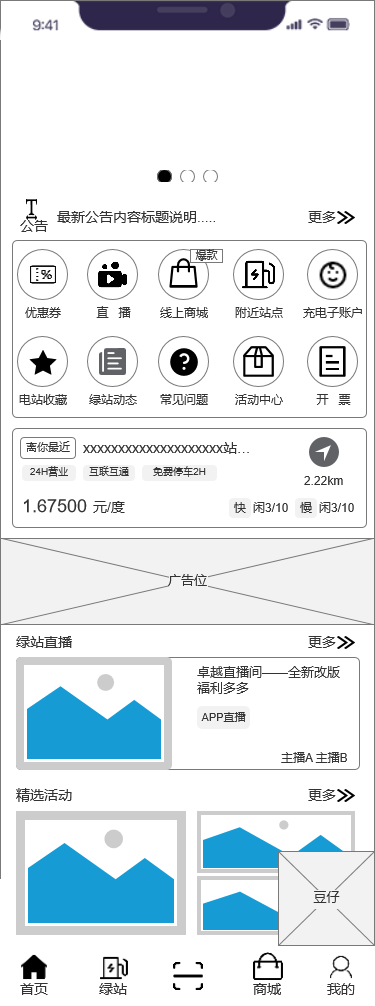 9:41
公告 最新公告内容标题说明..... 更多
爆款
优惠券 直 播 线上商城 附近站点 充电子账户
电站收藏 绿站动态 常见问题 活动中心 开 票
离你最近 xxxxxxxxxxxxxxxxxxxxx站...
24H营业 互联互通 免费停车2H
2.22km
1.67500 元/度 快 闲3/10 慢 闲3/10
广告位
绿站直播 更多
卓越直播间——全新改版
福利多多
APP直播
主播A 主播B
精选活动 更多
豆仔
首页 绿站 商城 我的